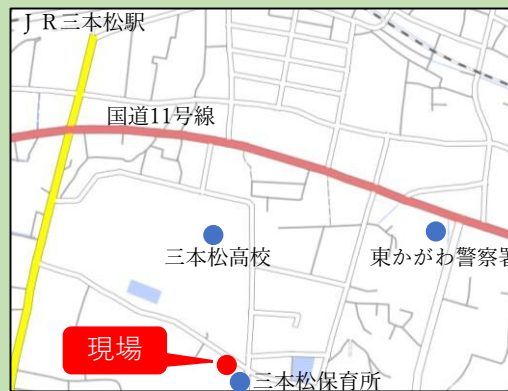 ＪＲ三本松駅
国道11号線
三本松高校
東かがわ警察署
現場
三本松保育所